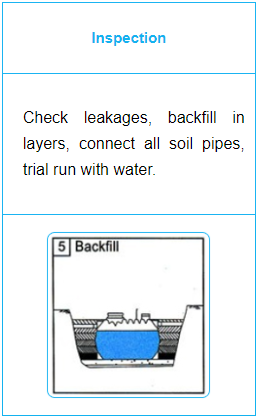 Inspection
Check leakages, backfill in
layers, connect all soil pipes,
trial run with water.
5 Backfill